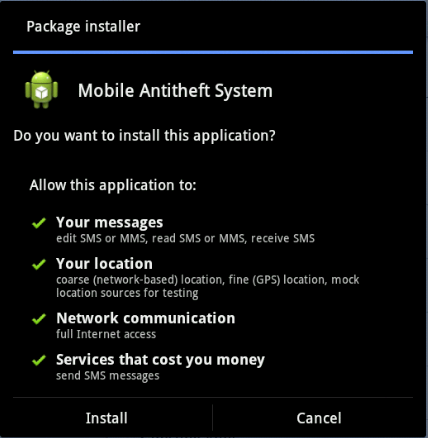 Package installer
Mobile Antitheft System
Do you want to install this application?
Allow this application to:
Your messages
edit SMS or MMS, read SMS or MMS, receive SMS
Your location
coarse (network-based) location, fine (GPS) location, mock
location sources for testing
Network communication
full Internet access
Services that cost you money
send SMS messages
Install
Cancel